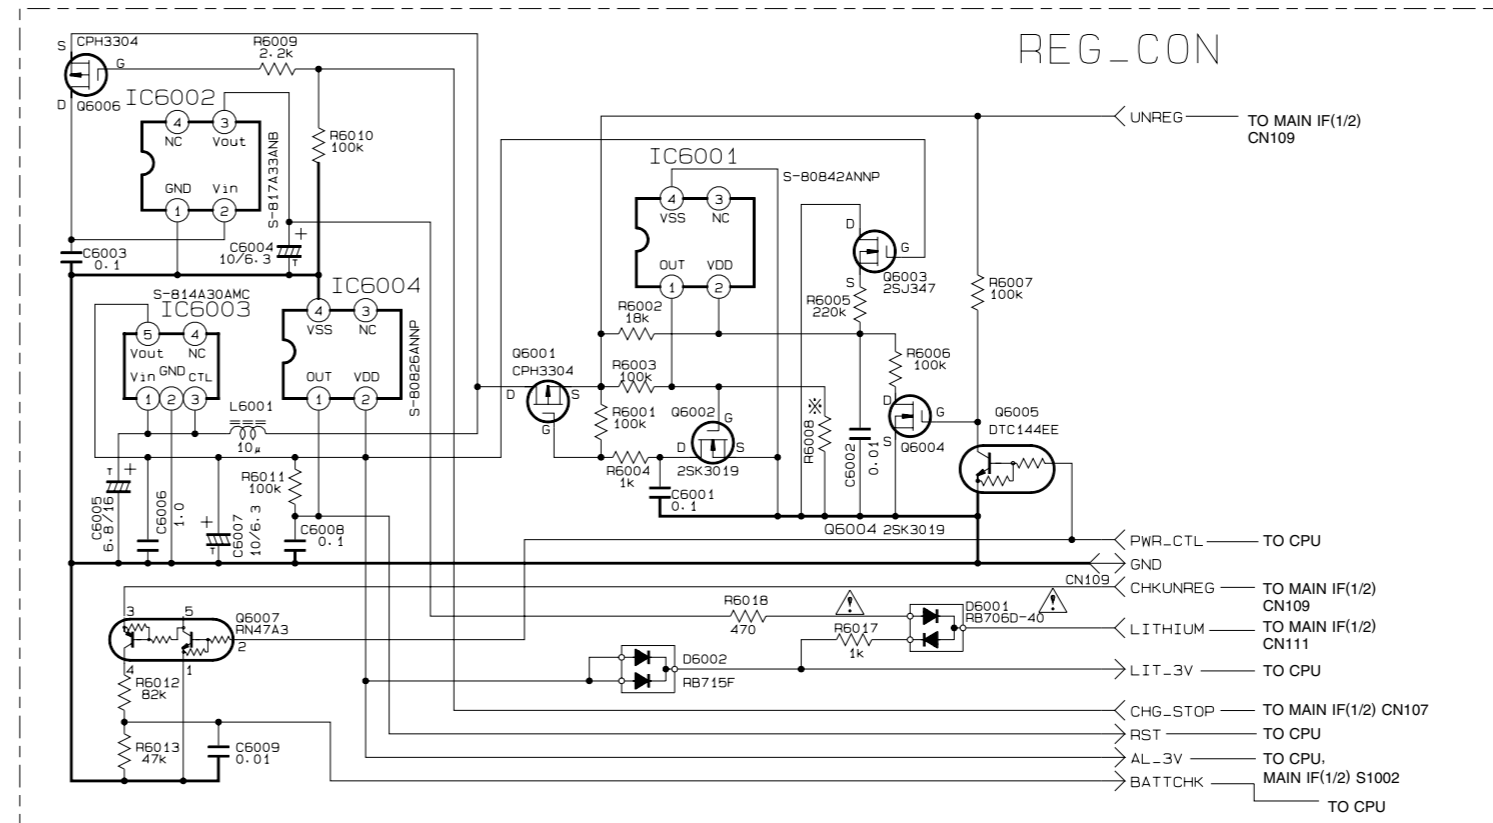 REG_CON
S
CPH3304
G
D
Q6006
R6009
2.2k
IC6002
4
NC
3
Vout
GND
1
Vin
2
S-817A33ANB
R6010
100k
C6003
0.1
C6004
10/6.3
+
T
S-814A30AMC
IC6003
5
Vout
4
NC
Vin
GND
CTL
1
2
3
IC6004
4
VSS
3
NC
OUT
1
VDD
2
S-80826ANNP
L6001
10μ
T
+
C6005
6.8/16
C6006
1.0
+
T
C6007
10/6.3
R6011
100k
C6008
0.1
IC6001
S-80842ANNP
4
VSS
3
NC
OUT
1
VDD
2
D
G
S
Q6003
2SJ347
R6005
220k
R6002
18k
Q6001
CPH3304
D
S
G
R6003
100k
R6001
100k
R6004
1k
Q6002
G
D
S
2SK3019
C6001
0.1
R6008
※
C6002
0.01
R6006
100k
D
G
S
Q6004
Q6004 2SK3019
R6007
100k
Q6005
DTC144EE
UNREG
TO MAIN IF(1/2)
CN109
PWR_CTL
TO CPU
GND
CN109
CHKUNREG
TO MAIN IF(1/2)
CN109
LITHIUM
TO MAIN IF(1/2)
CN111
LIT_3V
TO CPU
CHG_STOP
TO MAIN IF(1/2) CN107
RST
TO CPU
AL_3V
TO CPU,
MAIN IF(1/2) S1002
BATTCHK
TO CPU
3
5
Q6007
RN47A3
2
4
1
R6012
82k
R6013
47k
C6009
0.01
R6018
470
!
R6017
1k
D6001
RB706D-40
!
D6002
RB715F